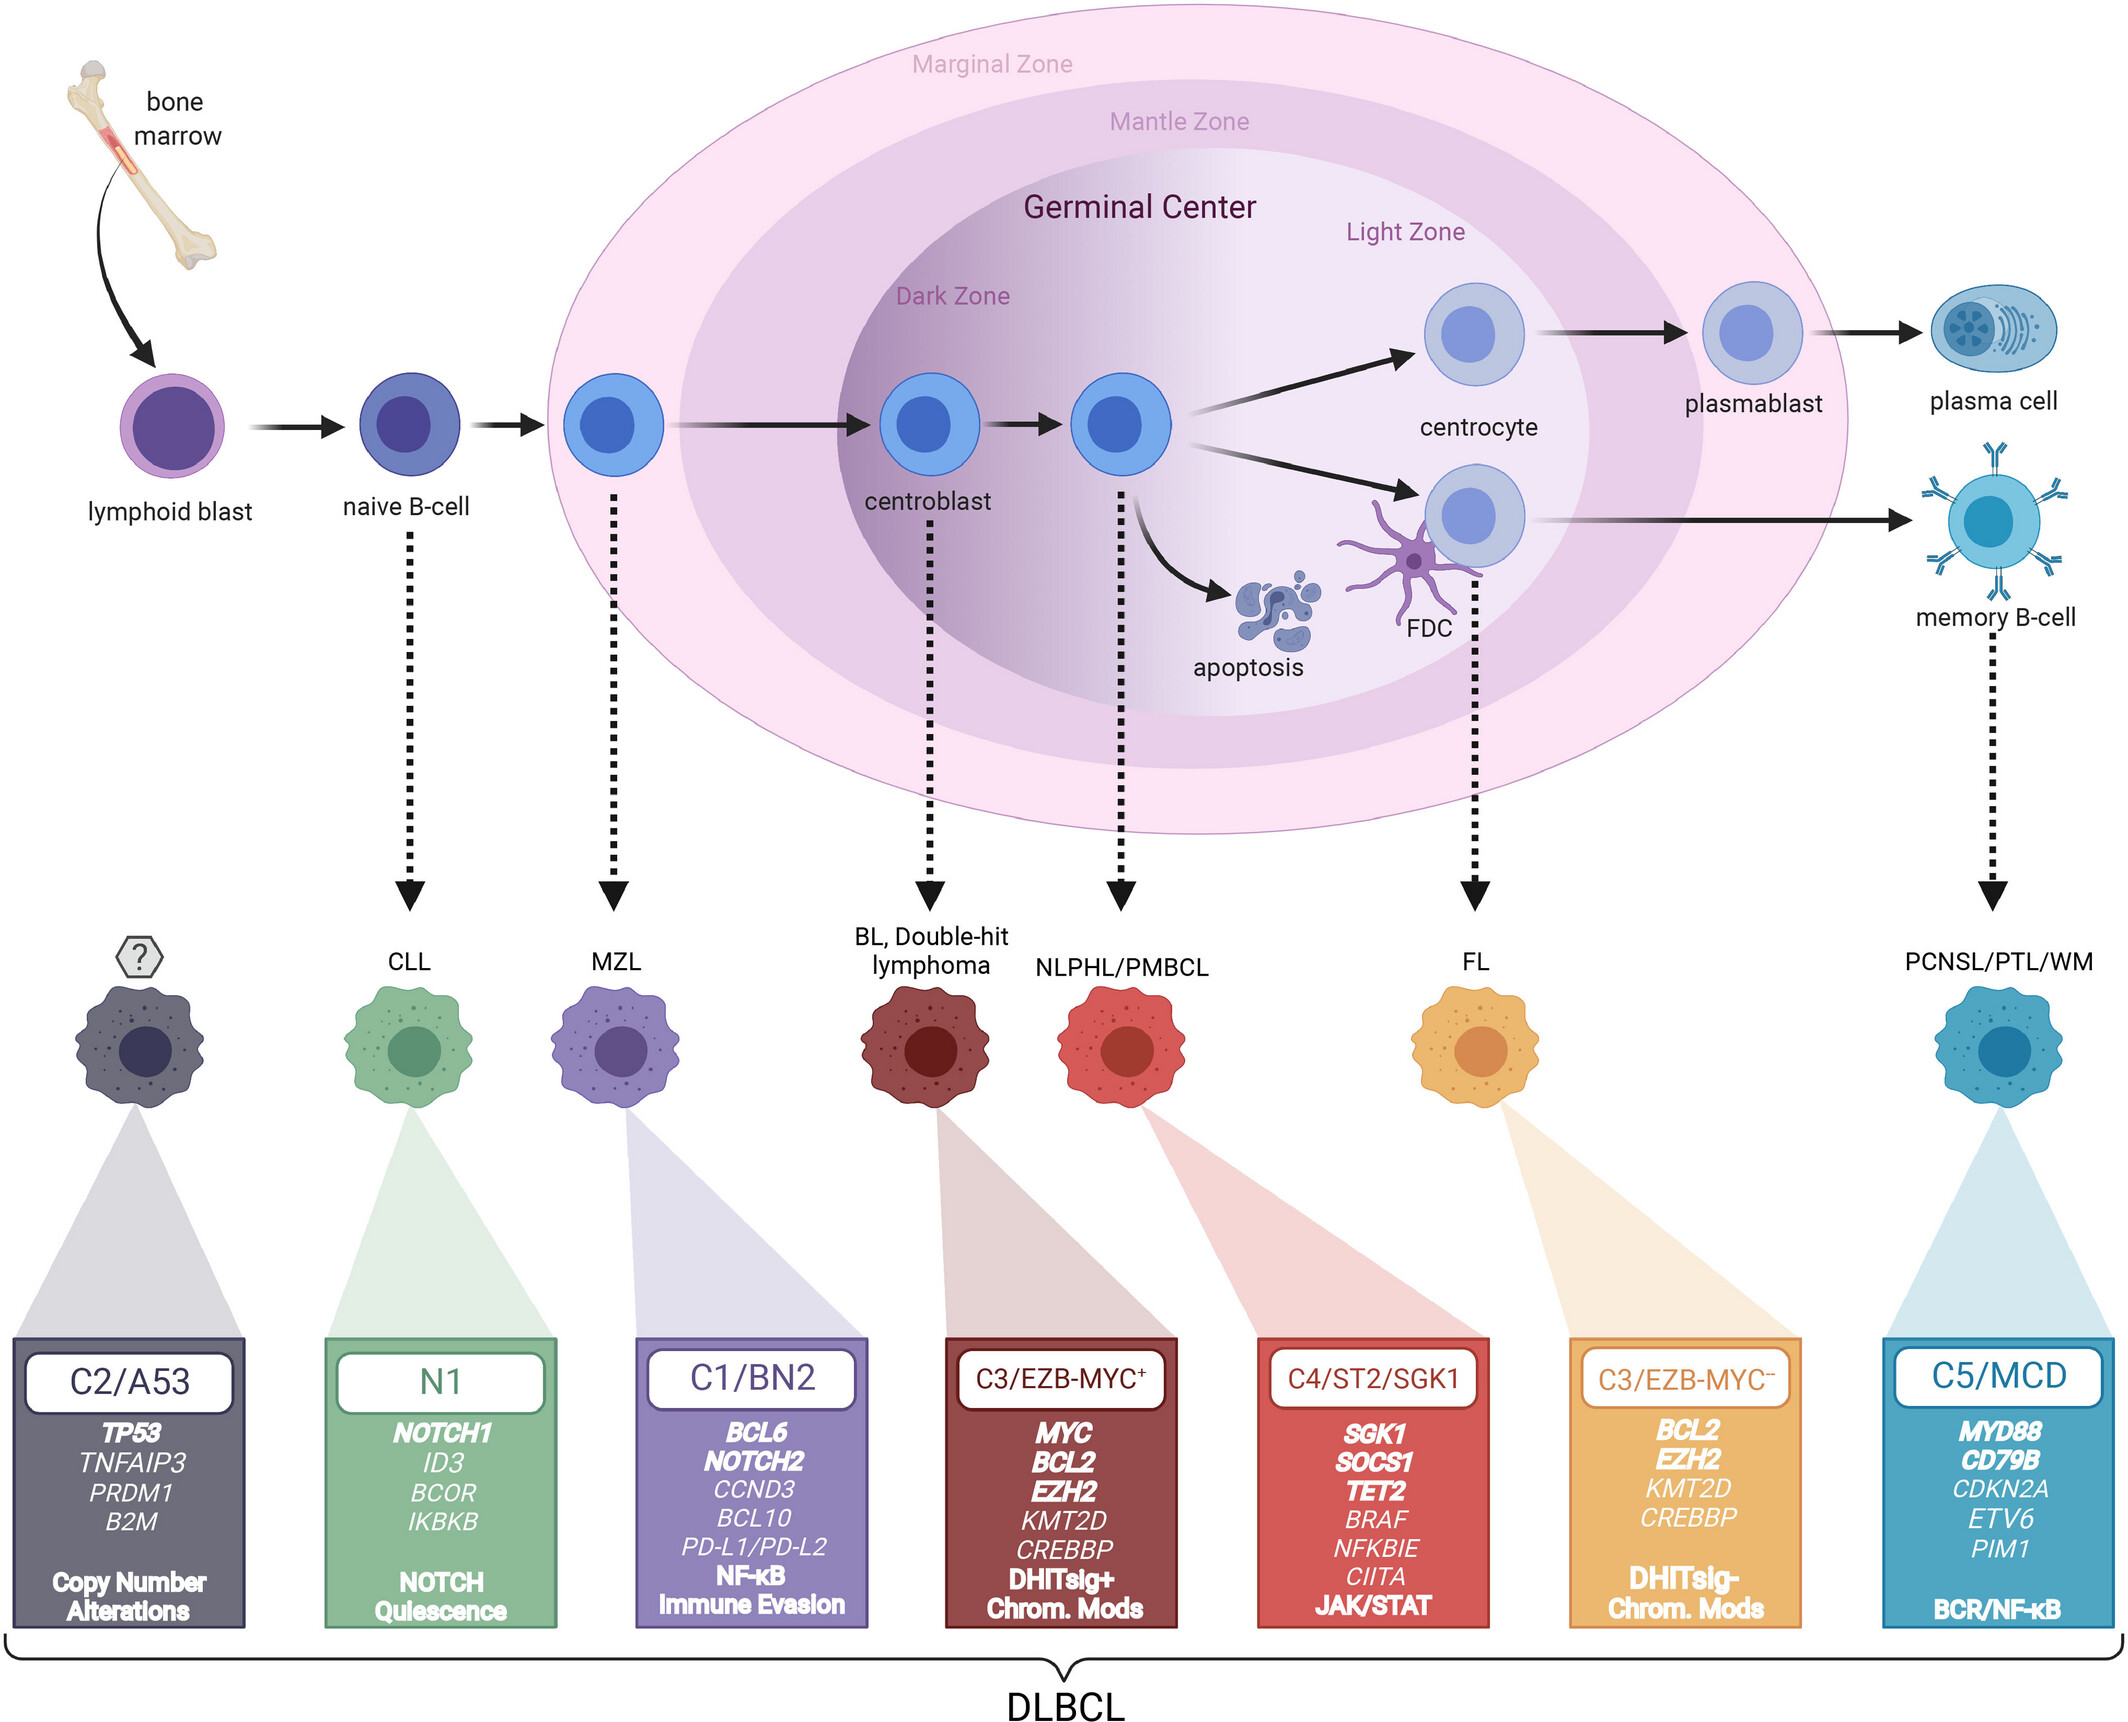 Marginal Zone
bone
marrow
Mantle Zone
Germinal Center
Light Zone
Dark Zone
plasmablast
plasma cell
centrocyte
lymphoid blast
naive B-cell
centroblast
FDC
memory B-cell
apoptosis
?
CLL
MZL
BL, Double-hit
lymphoma
NLPHL/PMBCL
FL
PCNSL/PTL/WM
C2/A53
TP53
TNFAIP3
PRDM1
B2M
Copy Number
Alterations
N1
NOTCH1
ID3
BCOR
IKBKB
NOTCH
Quiescence
C1/BN2
BCL6
NOTCH2
CCND3
BCL10
PD-L1/PD-L2
NF-κB
Immune Evasion
C3/EZB-MYC⁺
MYC
BCL2
EZH2
KMT2D
CREBBP
DHITsig+
Chrom. Mods
C4/ST2/SGK1
SGK1
SOCS1
TET2
BRAF
NFKBIE
CIITA
JAK/STAT
C3/EZB-MYC⁻⁻
BCL2
EZH2
KMT2D
CREBBP
DHITsig-
Chrom. Mods
C5/MCD
MYD88
CD79B
CDKN2A
ETV6
PIM1
BCR/NF-κB
DLBCL